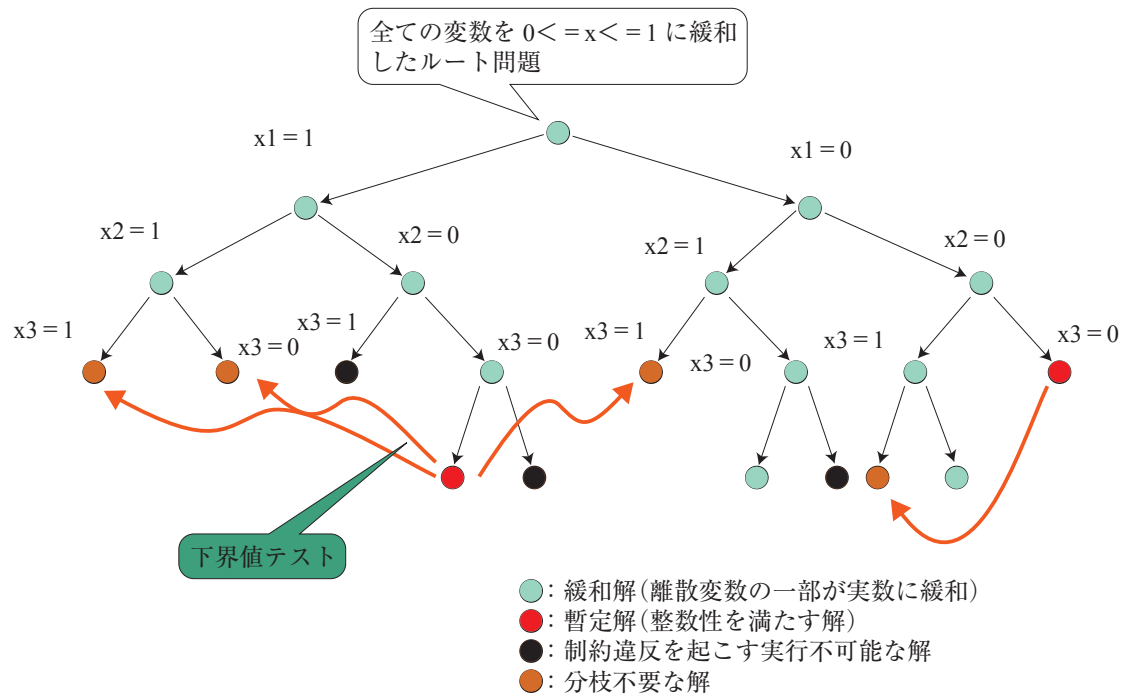 全ての変数を 0<=x<=1 に緩和
したルート問題
x1=1
x1=0
x2=1
x2=0
x2=1
x2=0
x3=1
x3=0
x3=1
x3=0
x3=1
x3=0
x3=1
x3=0
下界値テスト
:緩和解(離散変数の一部が実数に緩和)
:暫定解(整数性を満たす解)
:制約違反を起こす実行不可能な解
:分枝不要な解